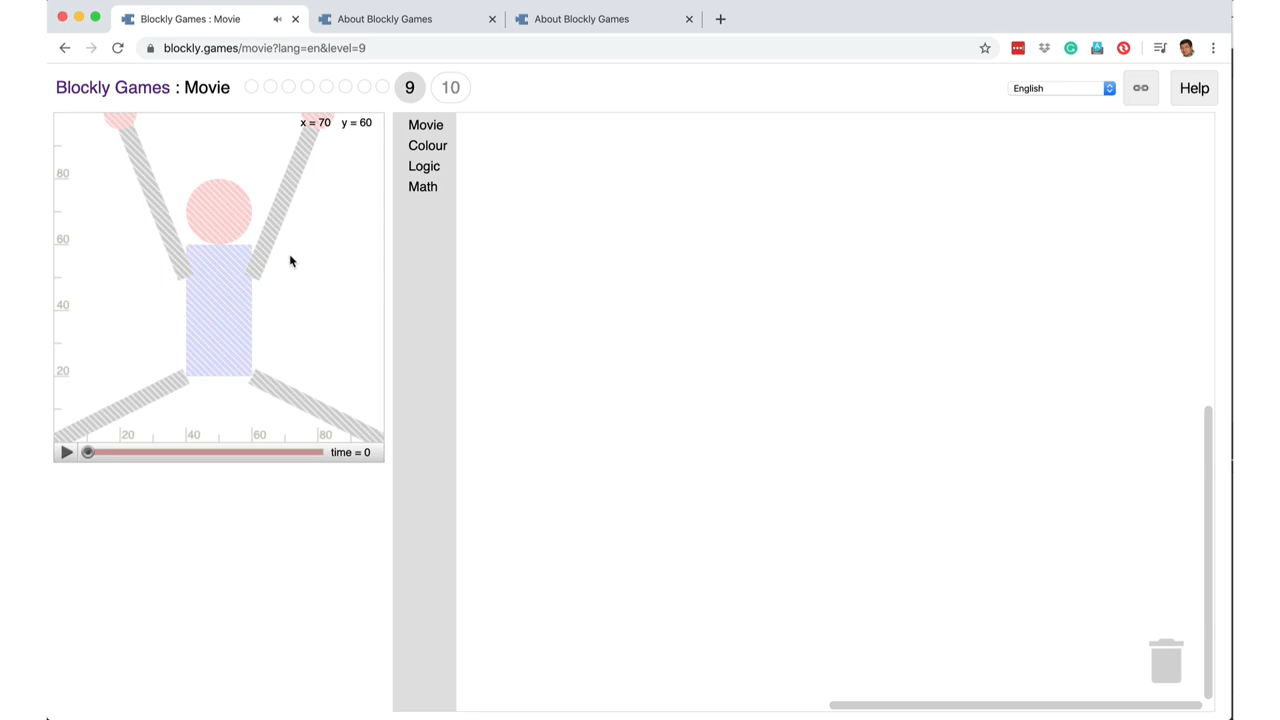 Blockly Games : Movie
About Blockly Games
About Blockly Games
blockly.games/movie?lang=en&level=9
Blockly Games : Movie
9
10
English
Help
x = 70 y = 60
80
60
40
20
20
40
60
80
time = 0
Movie
Colour
Logic
Math